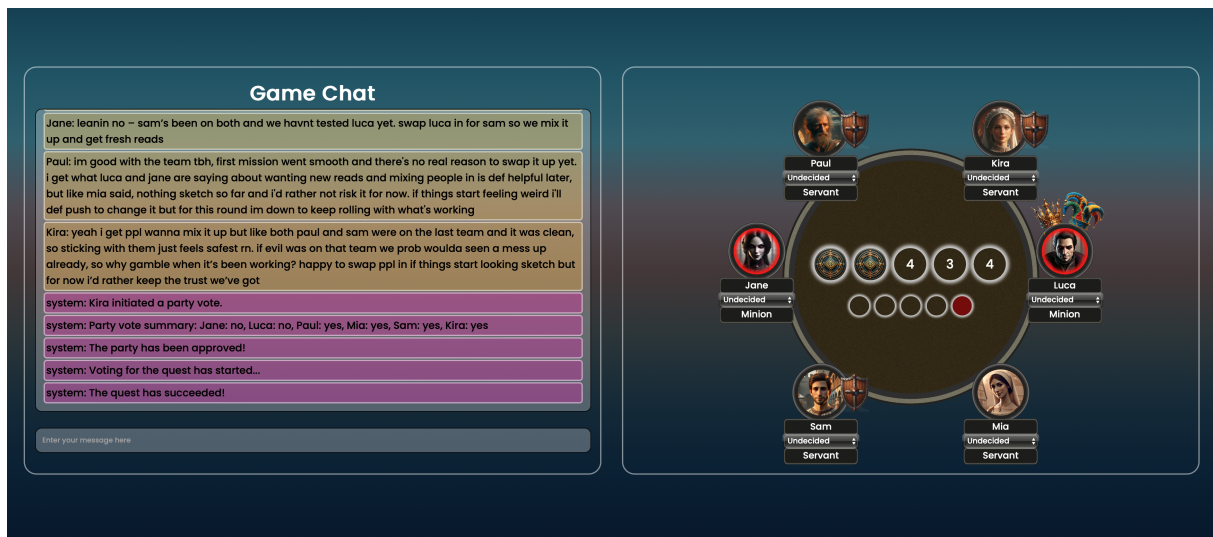 Game Chat
Jane: leanin no – sam's been on both and we havnt tested luca yet. swap luca in for sam so we mix it
up and get fresh reads
Paul: im good with the team tbh, first mission went smooth and there's no real reason to swap it up yet.
i get what luca and jane are saying about wanting new reads and mixing people in is def helpful later,
but like mia said, nothing sketch so far and i'd rather not risk it for now. if things start feeling weird i'll
def push to change it but for this round im down to keep rolling with what's working
Kira: yeah i get ppl wanna mix it up but like both paul and sam were on the last team and it was clean,
so sticking with them just feels safest rn. if evil was on that team we prob woulda seen a mess up
already, so why gamble when it's been working? happy to swap ppl in if things start looking sketch but
for now i'd rather keep the trust we've got
system: Kira initiated a party vote.
system: Party vote summary: Jane: no, Luca: no, Paul: yes, Mia: yes, Sam: yes, Kira: yes
system: The party has been approved!
system: Voting for the quest has started...
system: The quest has succeeded!
Enter your message here
Paul
Undecided
Servant
Kira
Undecided
Servant
Jane
Undecided
Minion
4 3 4
Luca
Undecided
Minion
Sam
Undecided
Servant
Mia
Undecided
Servant